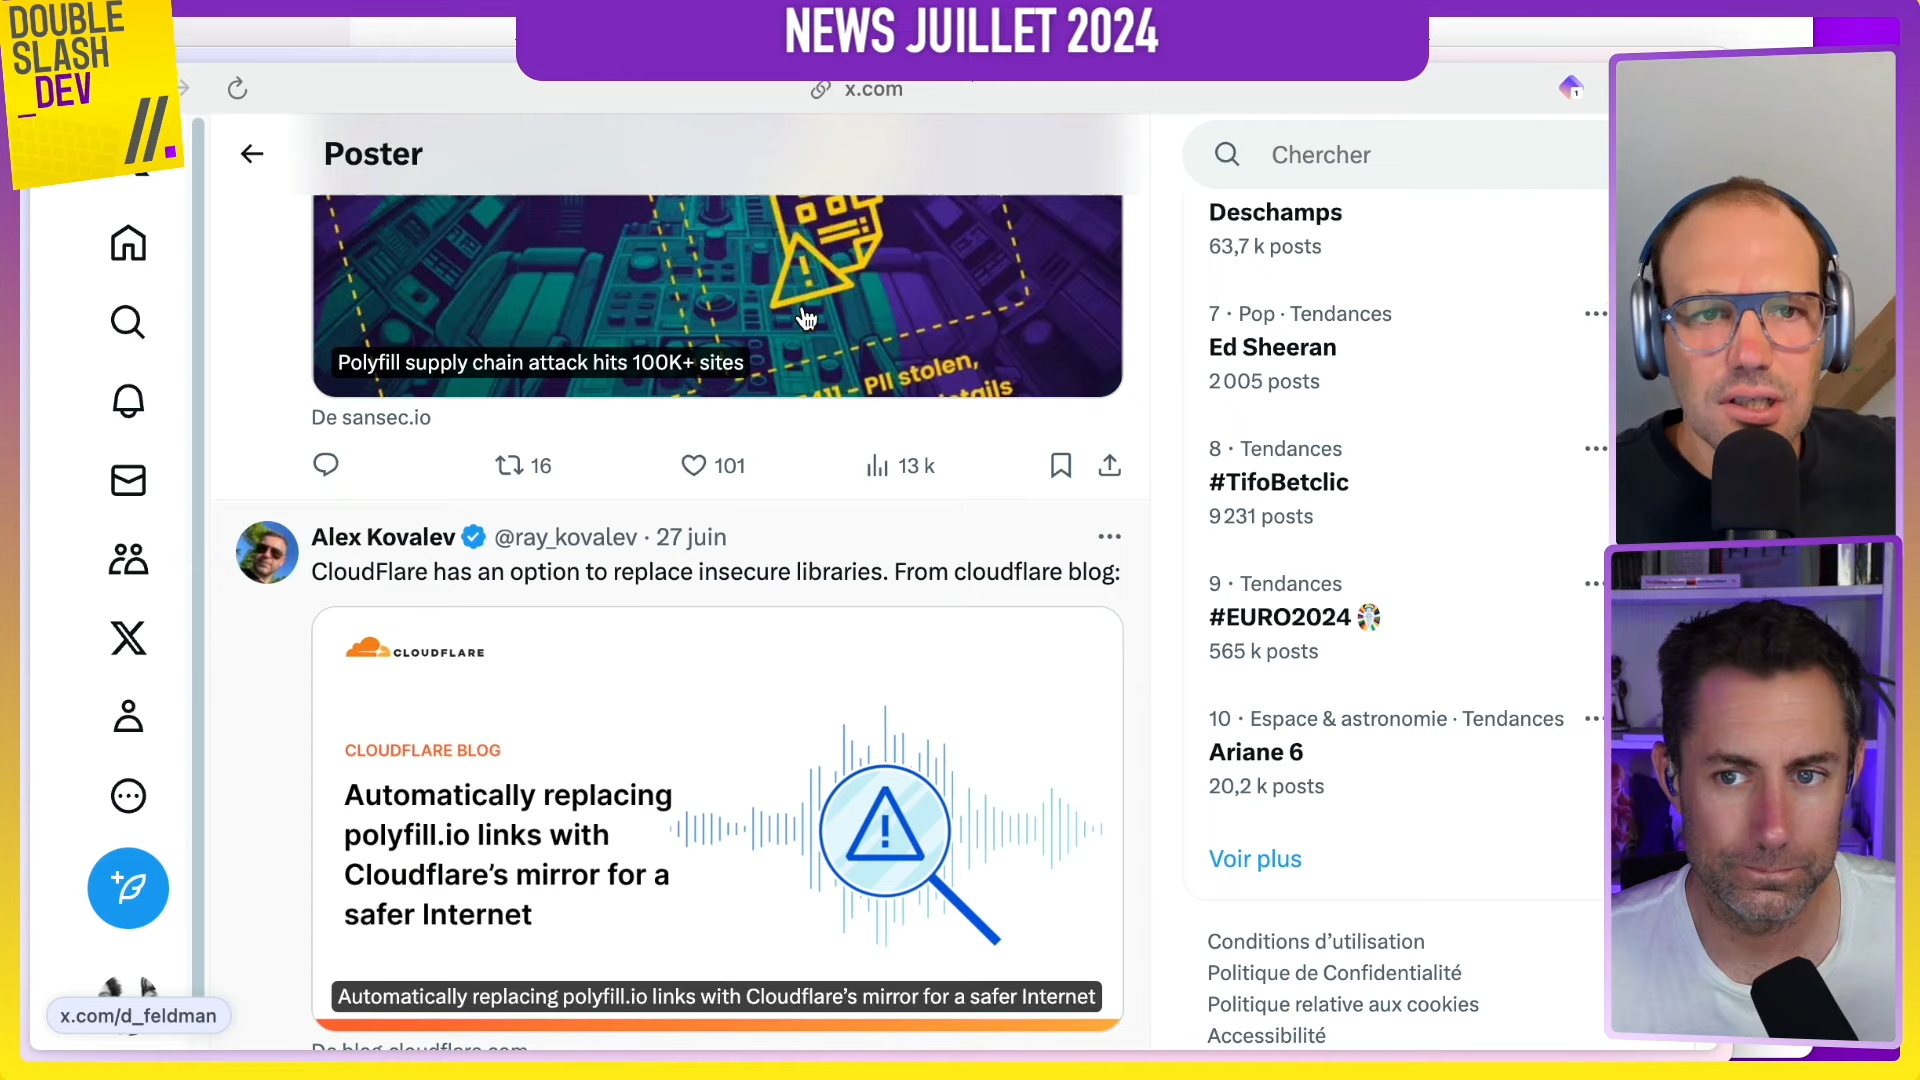 NEWS JUILLET 2024
DOUBLE
SLASH
_DEV
//.
x.com
1
Poster
Chercher
Polyfill supply chain attack hits 100K+ sites
PII stolen,
De sansec.io
16
101
13 k
Alex Kovalev @ray_kovalev · 27 juin
CloudFlare has an option to replace insecure libraries. From cloudflare blog:
CLOUDFLARE
CLOUDFLARE BLOG
Automatically replacing
polyfill.io links with
Cloudflare's mirror for a
safer Internet
Automatically replacing polyfill.io links with Cloudflare's mirror for a safer Internet
De blog.cloudflare.com
Deschamps
63,7 k posts
7 · Pop · Tendances
Ed Sheeran
2 005 posts
8 · Tendances
#TifoBetclic
9 231 posts
9 · Tendances
#EURO2024
565 k posts
10 · Espace & astronomie · Tendances
Ariane 6
20,2 k posts
Voir plus
Conditions d'utilisation
Politique de Confidentialité
Politique relative aux cookies
Accessibilité
x.com/d_feldman